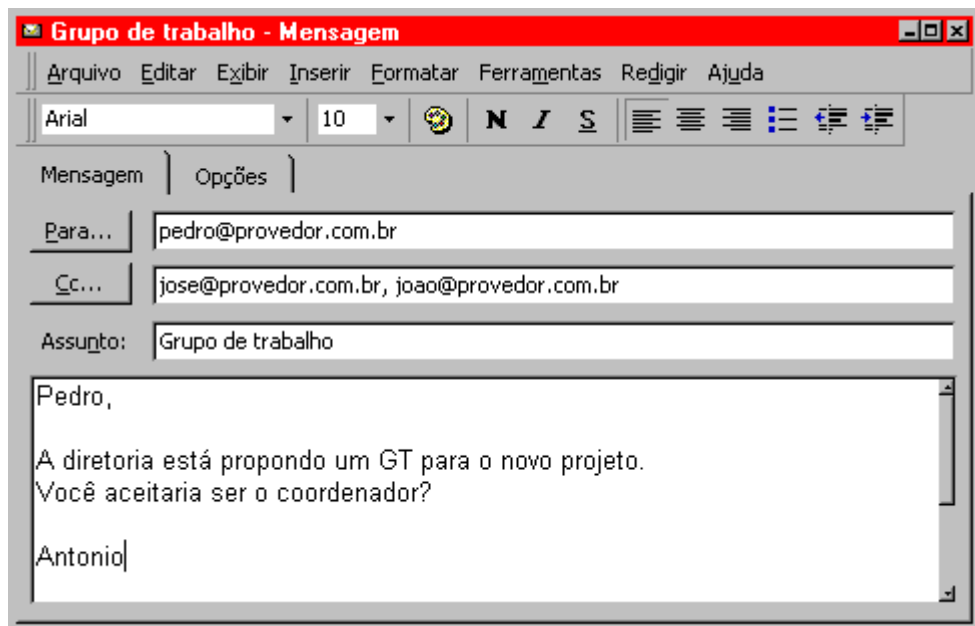 Grupo de trabalho - Mensagem
Arquivo Editar Exibir Inserir Formatar Ferramentas Redigir Ajuda
Arial 10 N I S
Mensagem Opções
Para... pedro@provedor.com.br
Cc... jose@provedor.com.br, joao@provedor.com.br
Assunto: Grupo de trabalho
Pedro,
A diretoria está propondo um GT para o novo projeto.
Você aceitaria ser o coordenador?
Antonio